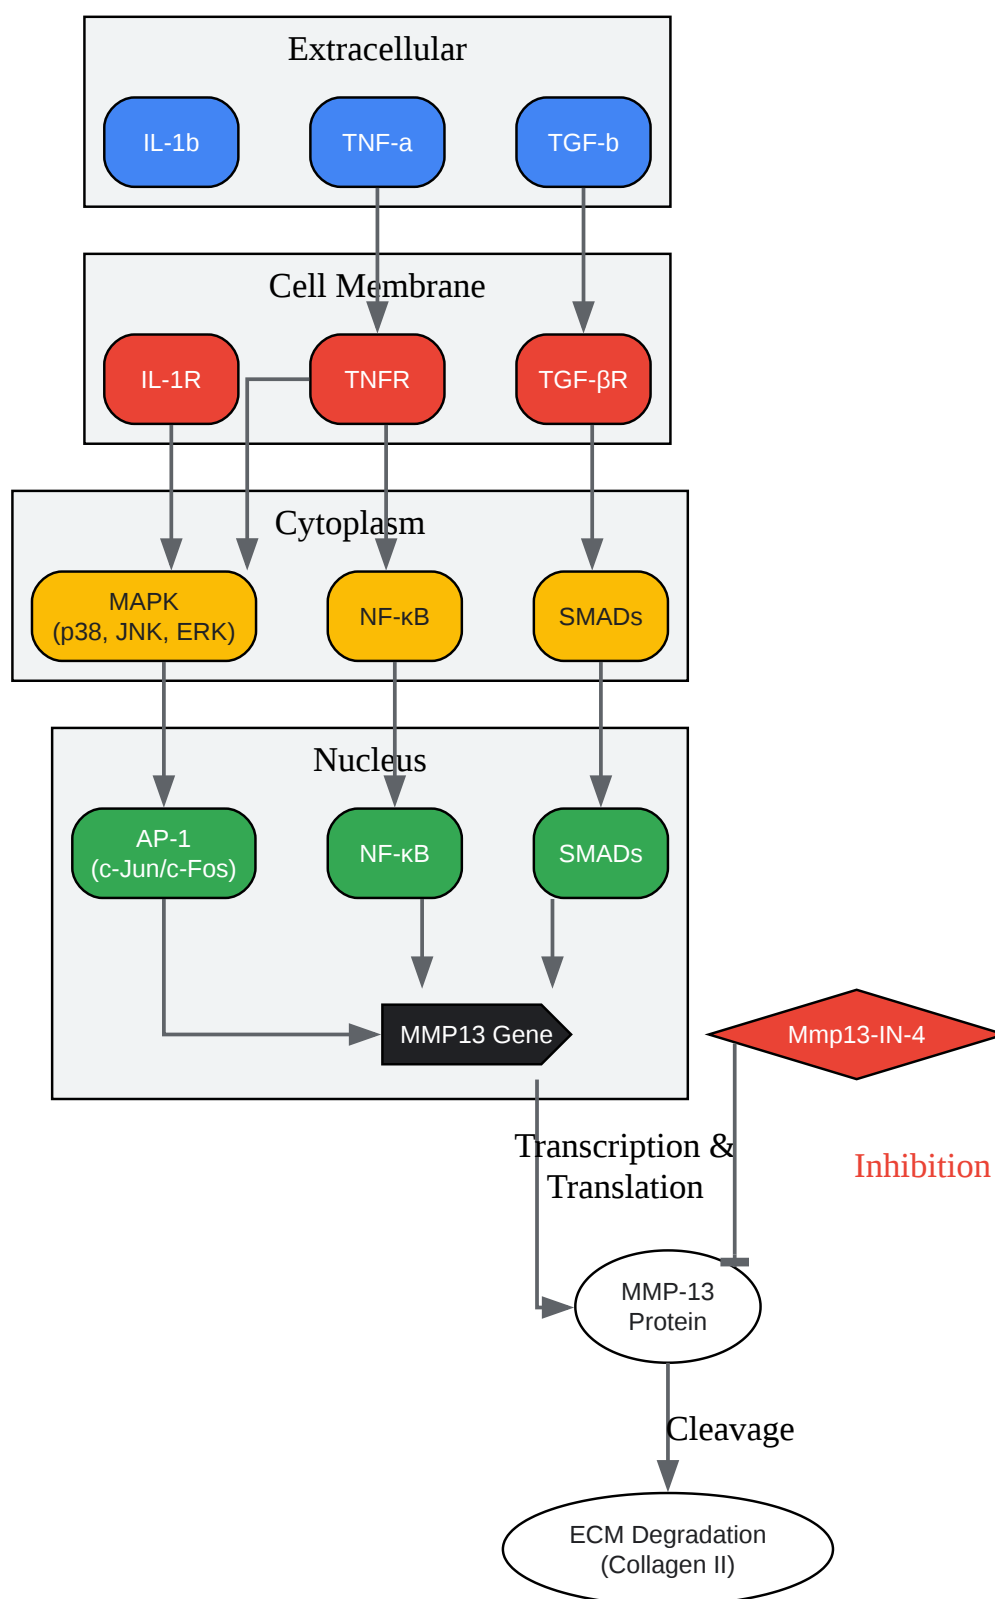 Extracellular
IL-1b
TNF-a
TGF-b
Cell Membrane
IL-1R
TNFR
TGF-βR
Cytoplasm
MAPK
(p38, JNK, ERK)
NF-κB
SMADs
Nucleus
AP-1
(c-Jun/c-Fos)
NF-κB
SMADs
MMP13 Gene
Mmp13-IN-4
Transcription &
Translation
Inhibition
MMP-13
Protein
Cleavage
ECM Degradation
(Collagen II)